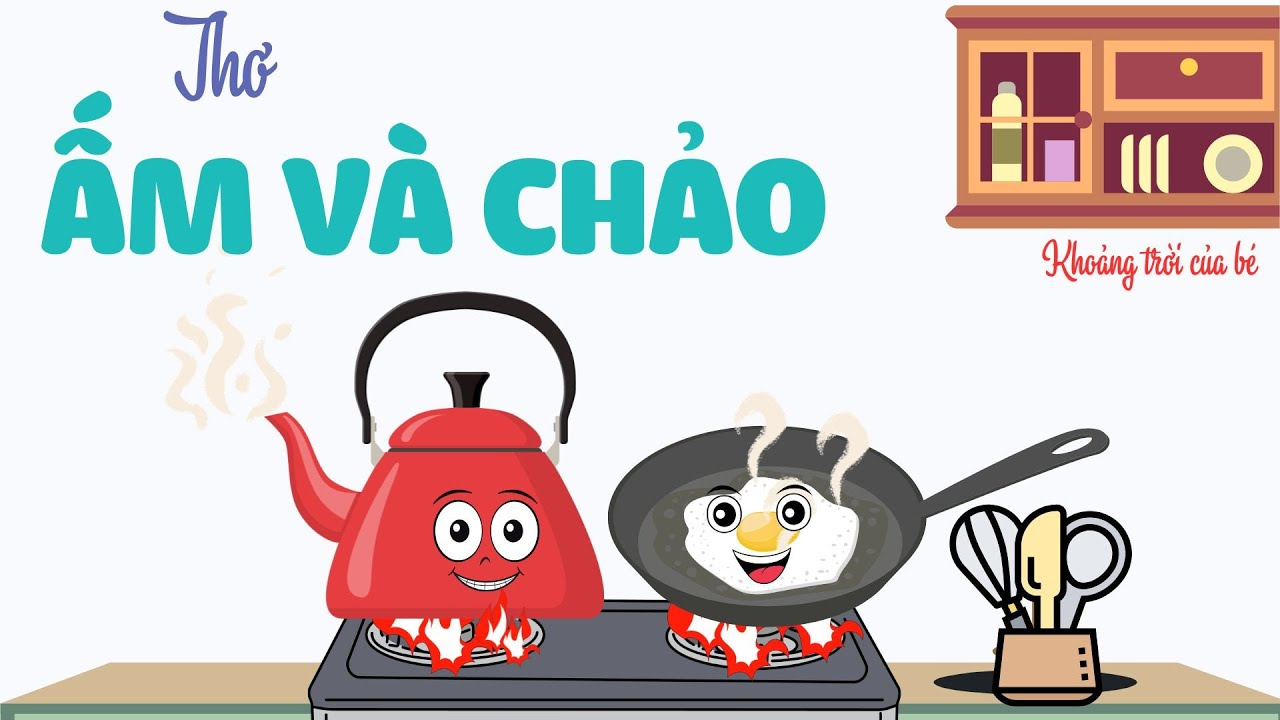 Thơ
ẤM VÀ CHẢO
Khoảng trời của bé